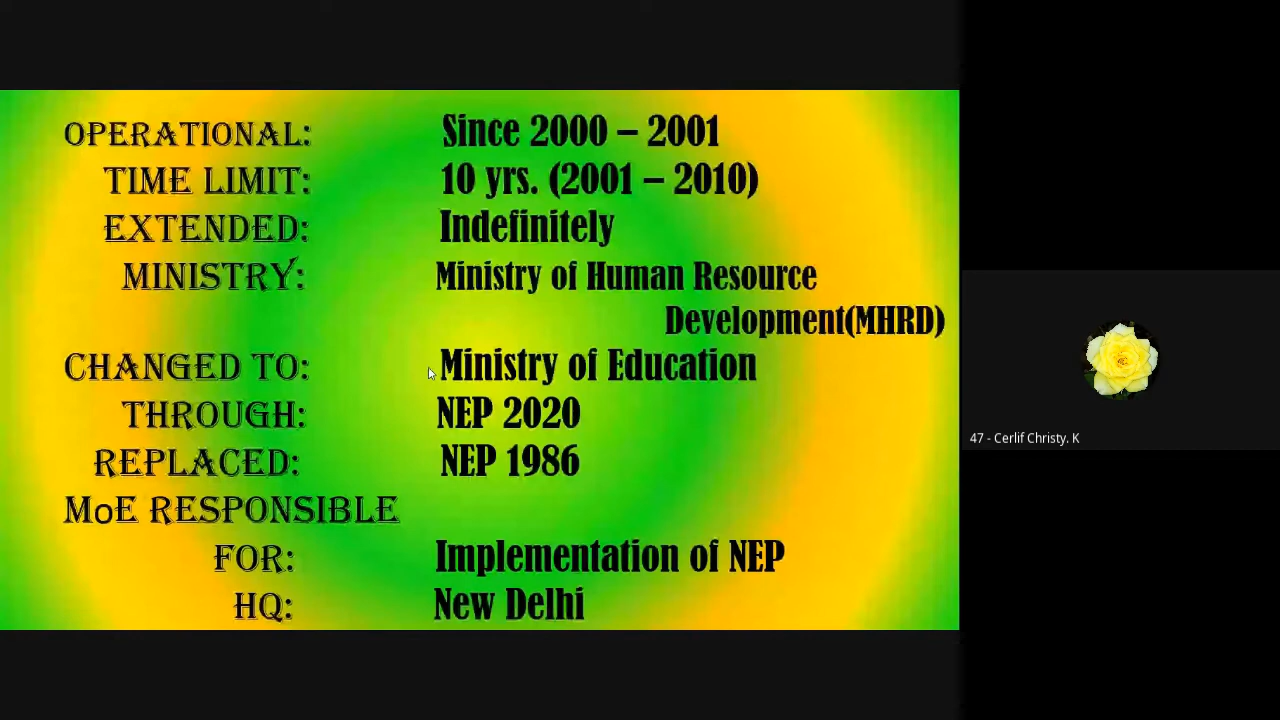 OPERATIONAL: Since 2000 – 2001
TIME LIMIT: 10 yrs. (2001 – 2010)
EXTENDED: Indefinitely
MINISTRY: Ministry of Human Resource
Development(MHRD)
CHANGED TO: Ministry of Education
THROUGH: NEP 2020
REPLACED: NEP 1986
MoE RESPONSIBLE
FOR: Implementation of NEP
HQ: New Delhi
47 - Cerlif Christy. K